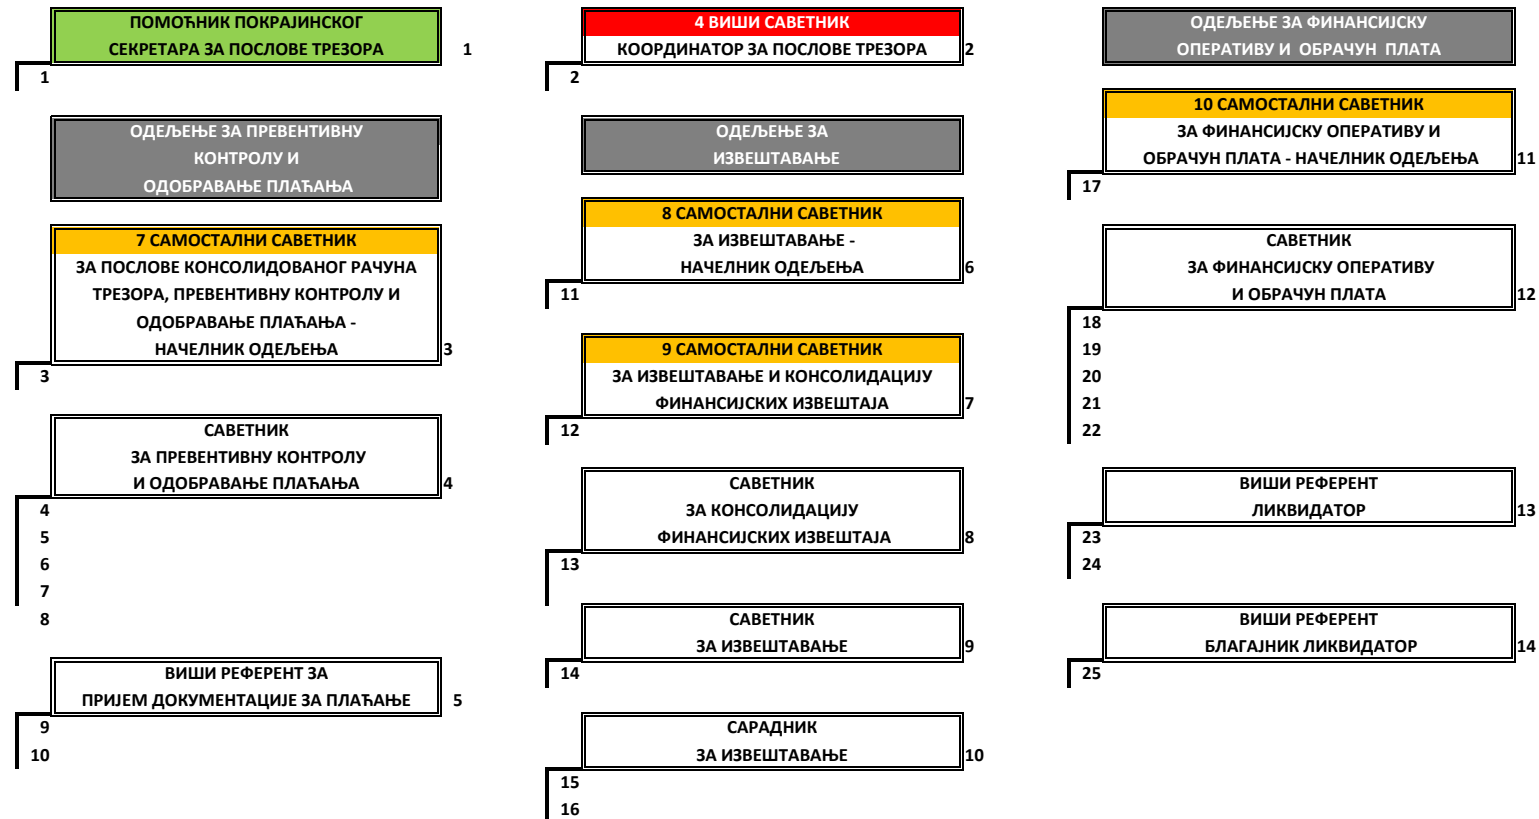 ПОМОЋНИК ПОКРАЈИНСКОГ
СЕКРЕТАРА ЗА ПОСЛОВЕ ТРЕЗОРА
1
1
ОДЕЉЕЊЕ ЗА ПРЕВЕНТИВНУ
КОНТРОЛУ И
ОДОБРАВАЊЕ ПЛАЋАЊА
7 САМОСТАЛНИ САВЕТНИК
ЗА ПОСЛОВЕ КОНСОЛИДОВАНОГ РАЧУНА
ТРЕЗОРА, ПРЕВЕНТИВНУ КОНТРОЛУ И
ОДОБРАВАЊЕ ПЛАЋАЊА -
НАЧЕЛНИК ОДЕЉЕЊА
3
3
САВЕТНИК
ЗА ПРЕВЕНТИВНУ КОНТРОЛУ
И ОДОБРАВАЊЕ ПЛАЋАЊА
4
4
5
6
7
8
ВИШИ РЕФЕРЕНТ ЗА
ПРИЈЕМ ДОКУМЕНТАЦИЈЕ ЗА ПЛАЋАЊЕ
5
9
10
4 ВИШИ САВЕТНИК
КООРДИНАТОР ЗА ПОСЛОВЕ ТРЕЗОРА
2
2
ОДЕЉЕЊЕ ЗА
ИЗВЕШТАВАЊЕ
8 САМОСТАЛНИ САВЕТНИК
ЗА ИЗВЕШТАВАЊЕ -
НАЧЕЛНИК ОДЕЉЕЊА
6
11
9 САМОСТАЛНИ САВЕТНИК
ЗА ИЗВЕШТАВАЊЕ И КОНСОЛИДАЦИЈУ
ФИНАНСИЈСКИХ ИЗВЕШТАЈА
7
12
САВЕТНИК
ЗА КОНСОЛИДАЦИЈУ
ФИНАНСИЈСКИХ ИЗВЕШТАЈА
8
13
САВЕТНИК
ЗА ИЗВЕШТАВАЊЕ
9
14
САРАДНИК
ЗА ИЗВЕШТАВАЊЕ
10
15
16
ОДЕЉЕЊЕ ЗА ФИНАНСИЈСКУ
ОПЕРАТИВУ И ОБРАЧУН ПЛАТА
10 САМОСТАЛНИ САВЕТНИК
ЗА ФИНАНСИЈСКУ ОПЕРАТИВУ И
ОБРАЧУН ПЛАТА - НАЧЕЛНИК ОДЕЉЕЊА
11
17
САВЕТНИК
ЗА ФИНАНСИЈСКУ ОПЕРАТИВУ
И ОБРАЧУН ПЛАТА
12
18
19
20
21
22
ВИШИ РЕФЕРЕНТ
ЛИКВИДАТОР
13
23
24
ВИШИ РЕФЕРЕНТ
БЛАГАЈНИК ЛИКВИДАТОР
14
25